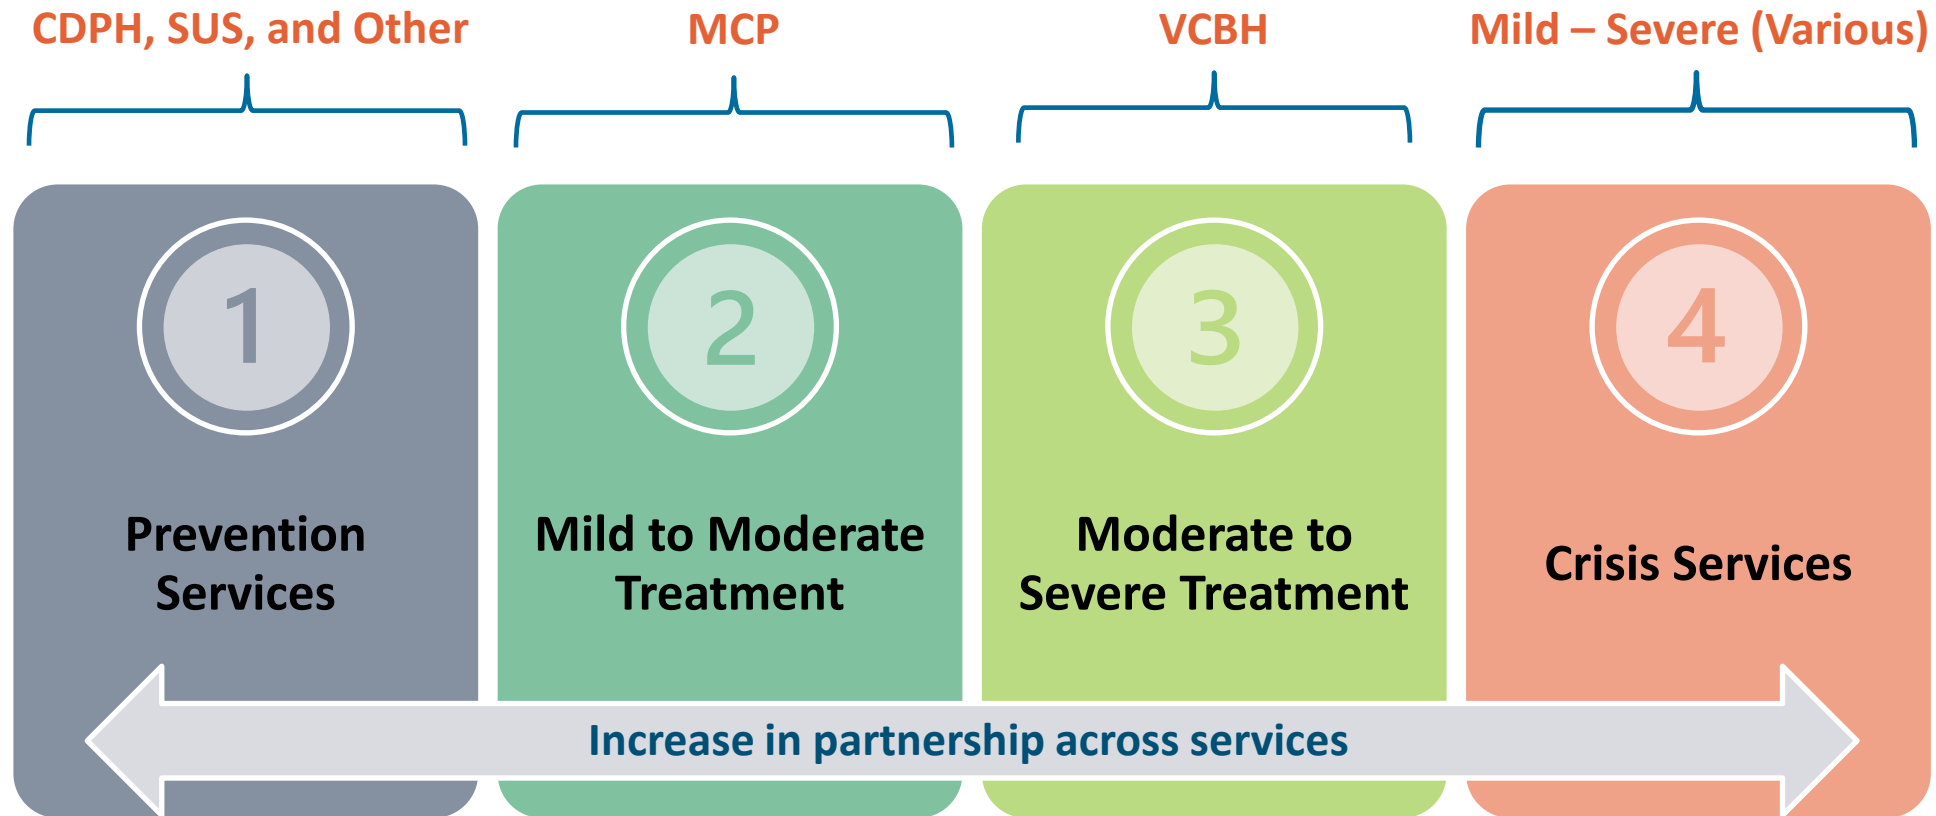 CDPH, SUS, and Other
MCP
VCBH
Mild – Severe (Various)
1
2
3
4
Prevention
Services
Mild to Moderate
Treatment
Moderate to
Severe Treatment
Crisis Services
Increase in partnership across services